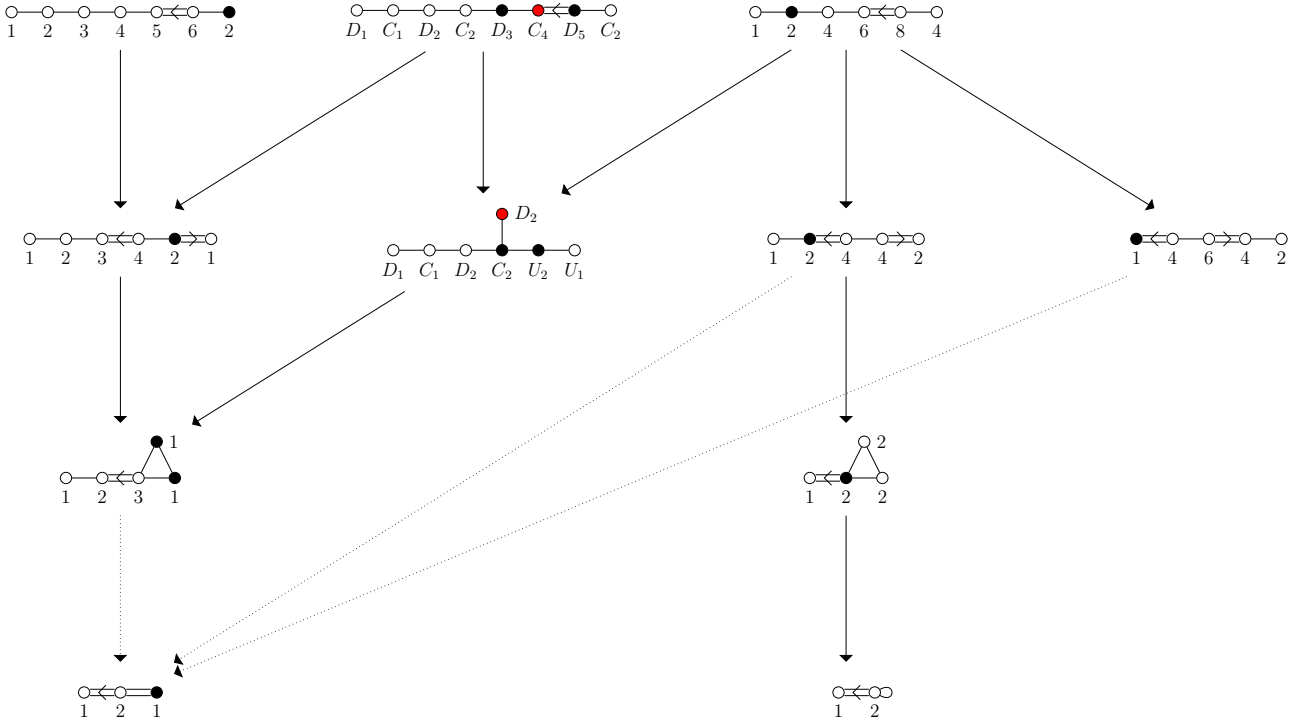 1 2 3 4 5 6 2
D₁ C₁ D₂ C₂ D₃ C₄ D₅ C₂
1 2 4 6 8 4
D₂
1 2 3 4 2 1
D₁ C₁ D₂ C₂ U₂ U₁
1 2 4 4 2
1 4 6 4 2
1
2
1 2 3 1
1 2 2
1 2 1
1 2